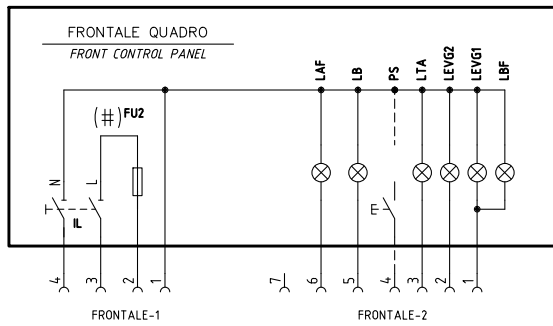 FRONTALE QUADRO
FRONT CONTROL PANEL
LAF
LB
PS
LTA
LEVG2
LEVG1
LBF
(#) FU2
N
L
IL
4
3
2
1
7
6
5
4
3
2
1
FRONTALE-1
FRONTALE-2